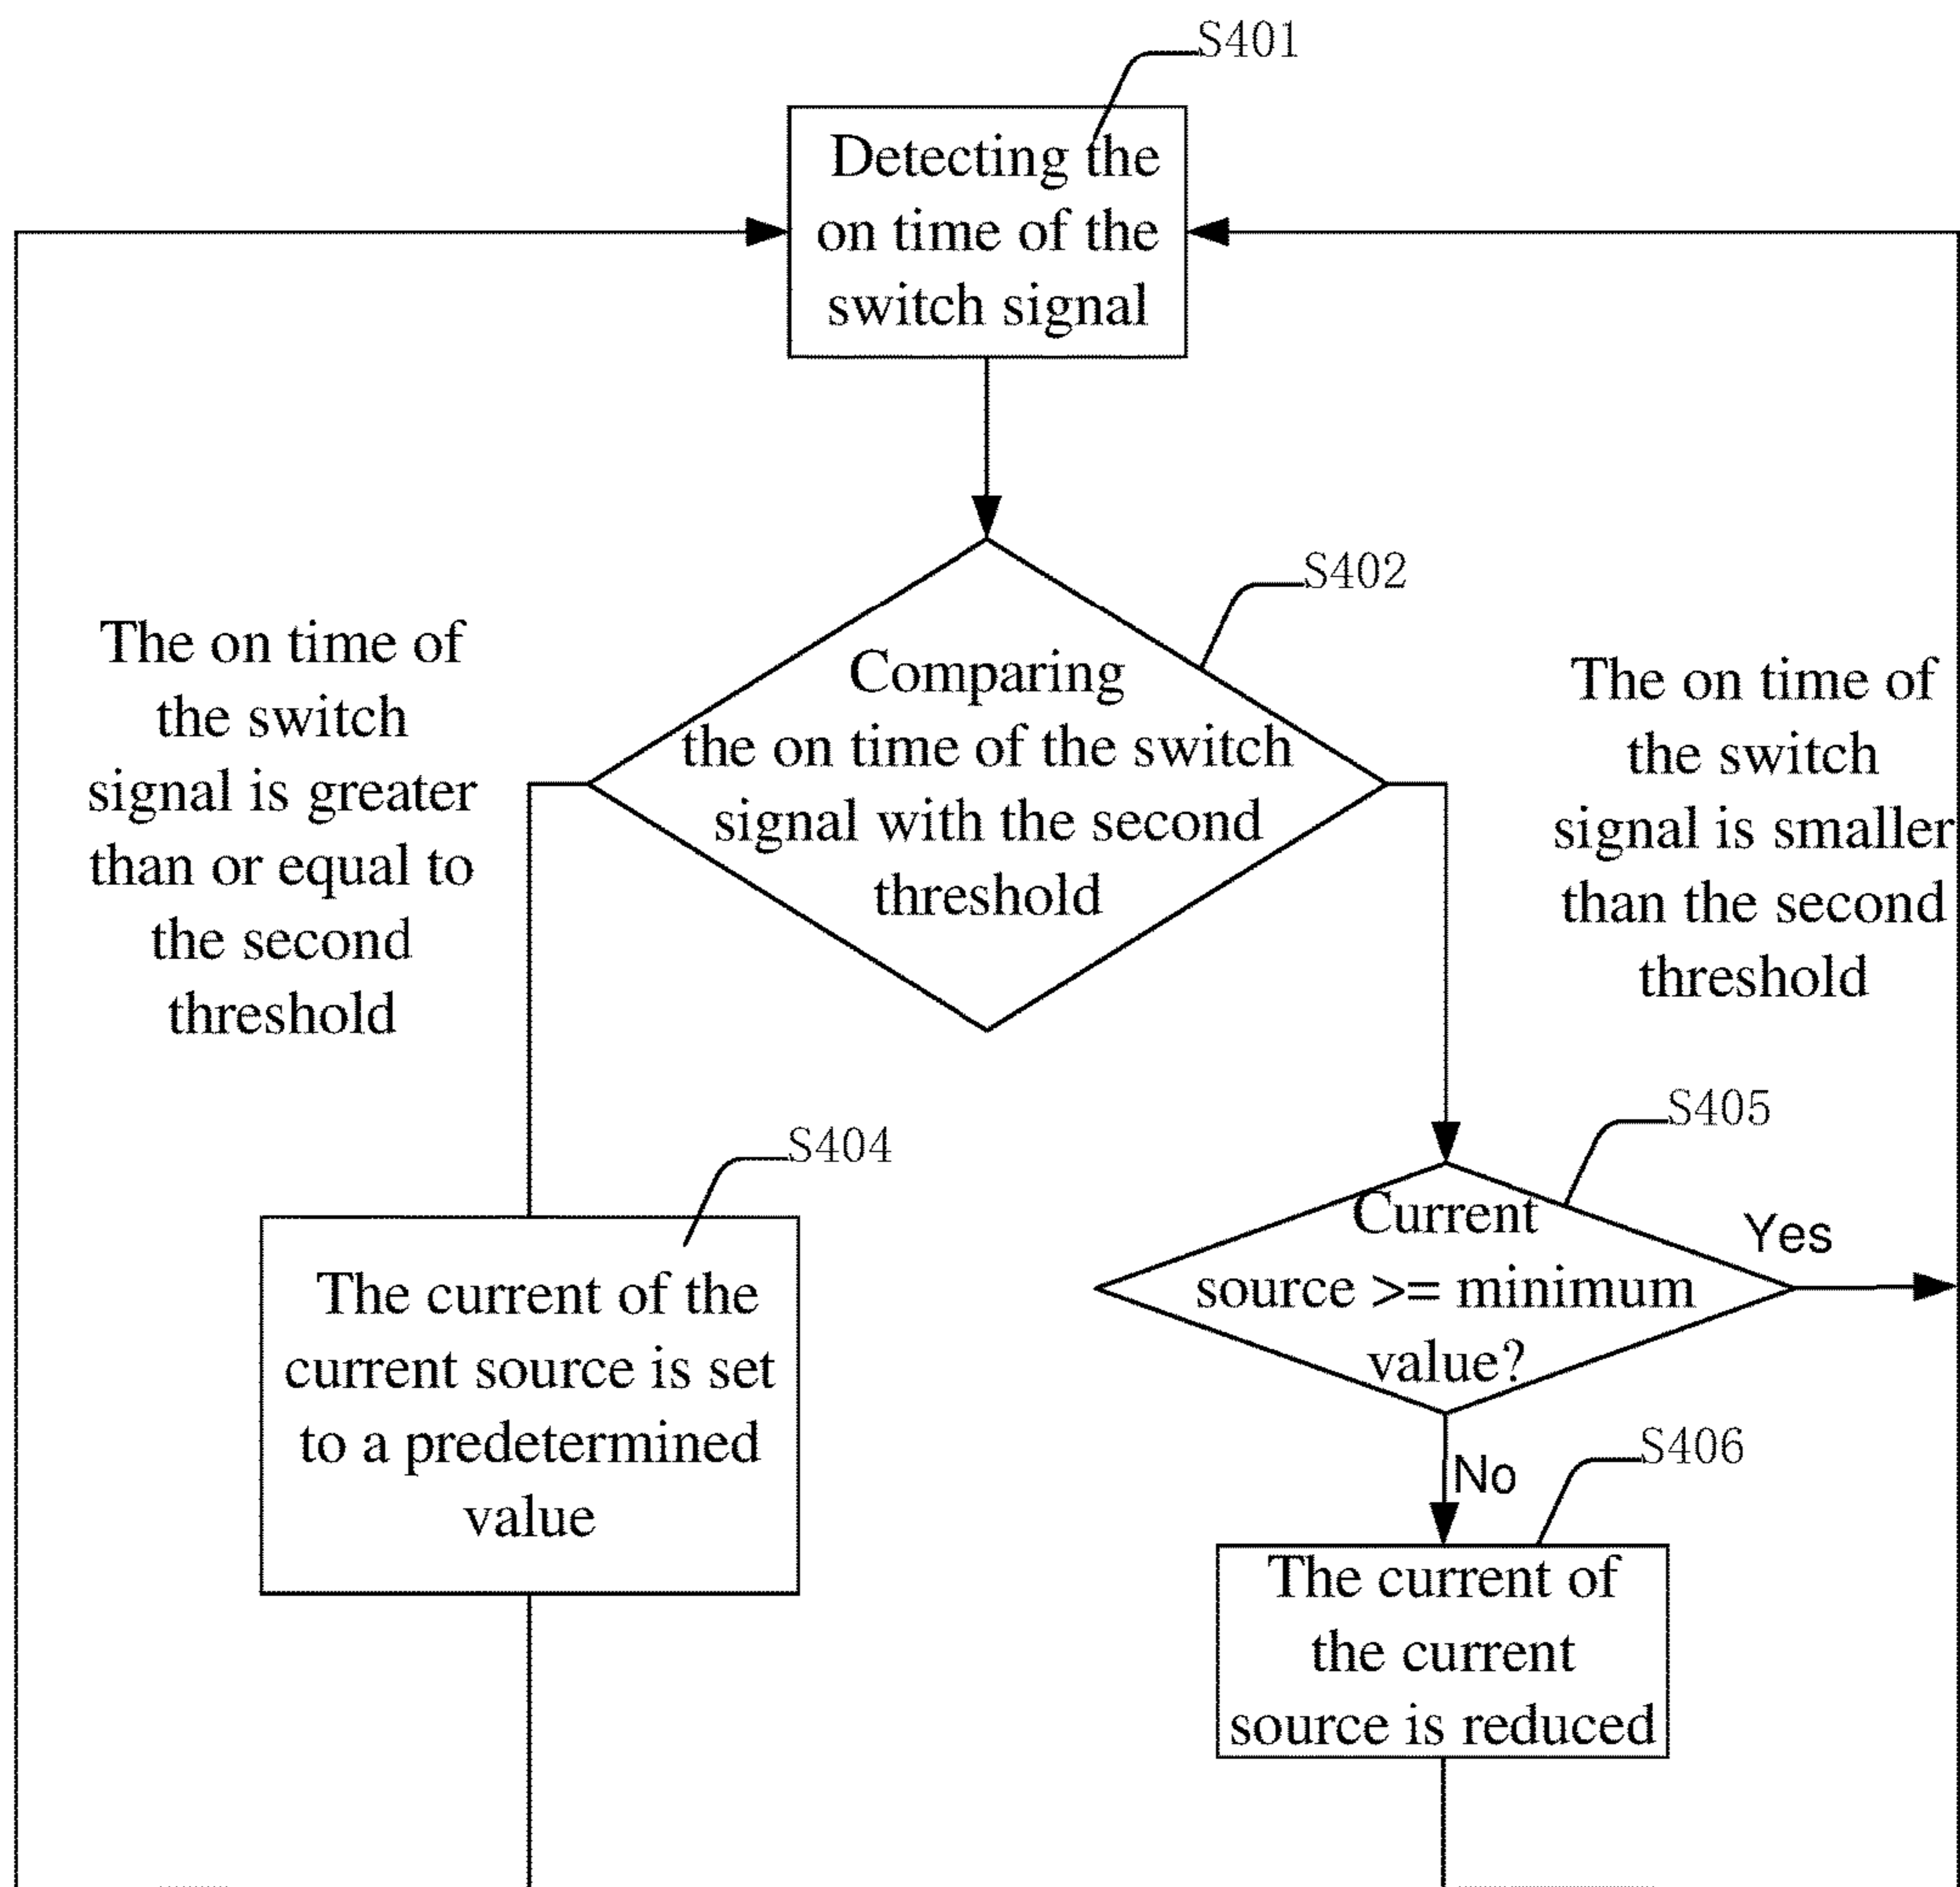 S401
Detecting the
on time of the
switch signal
S402
Comparing
the on time of the switch
signal with the second
threshold
The on time of
the switch
signal is greater
than or equal to
the second
threshold
The on time of
the switch
signal is smaller
than the second
threshold
S404
The current of the
current source is set
to a predetermined
value
S405
Current
source >= minimum
value?
Yes
No
S406
The current of
the current
source is reduced